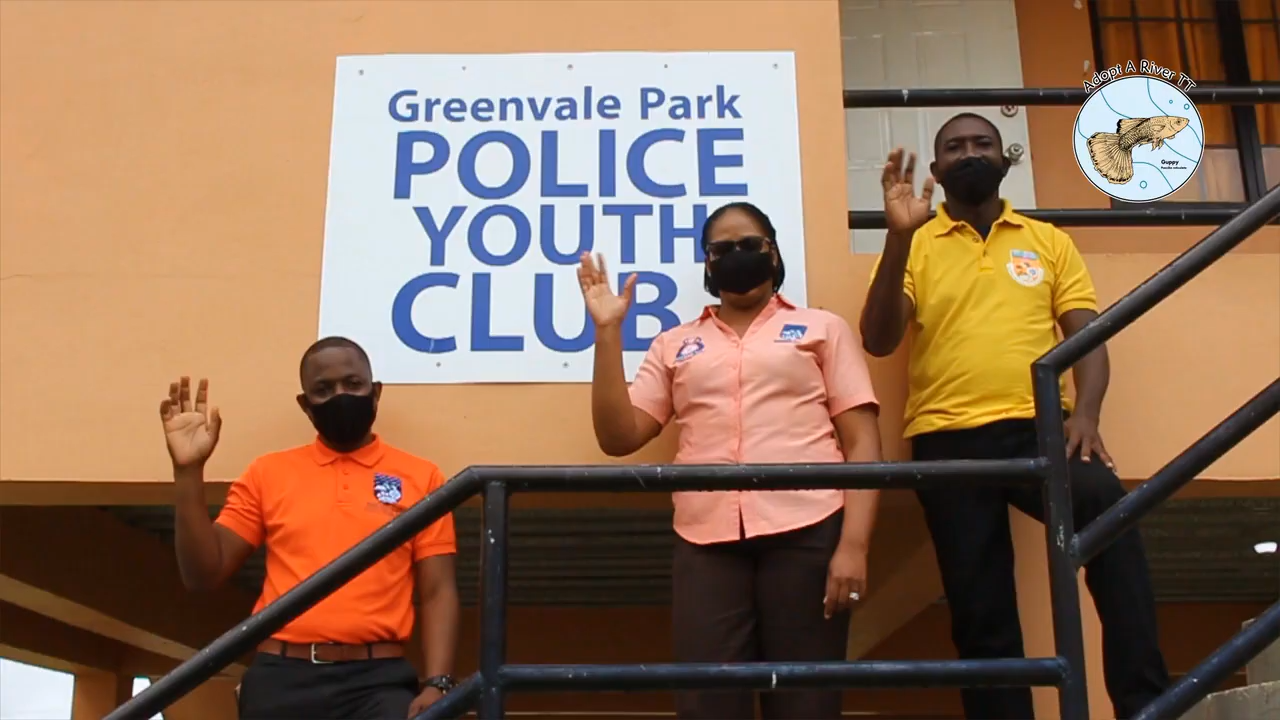 Greenvale Park
POLICE
YOUTH
CLUB
Adopt A River TT
Guppy